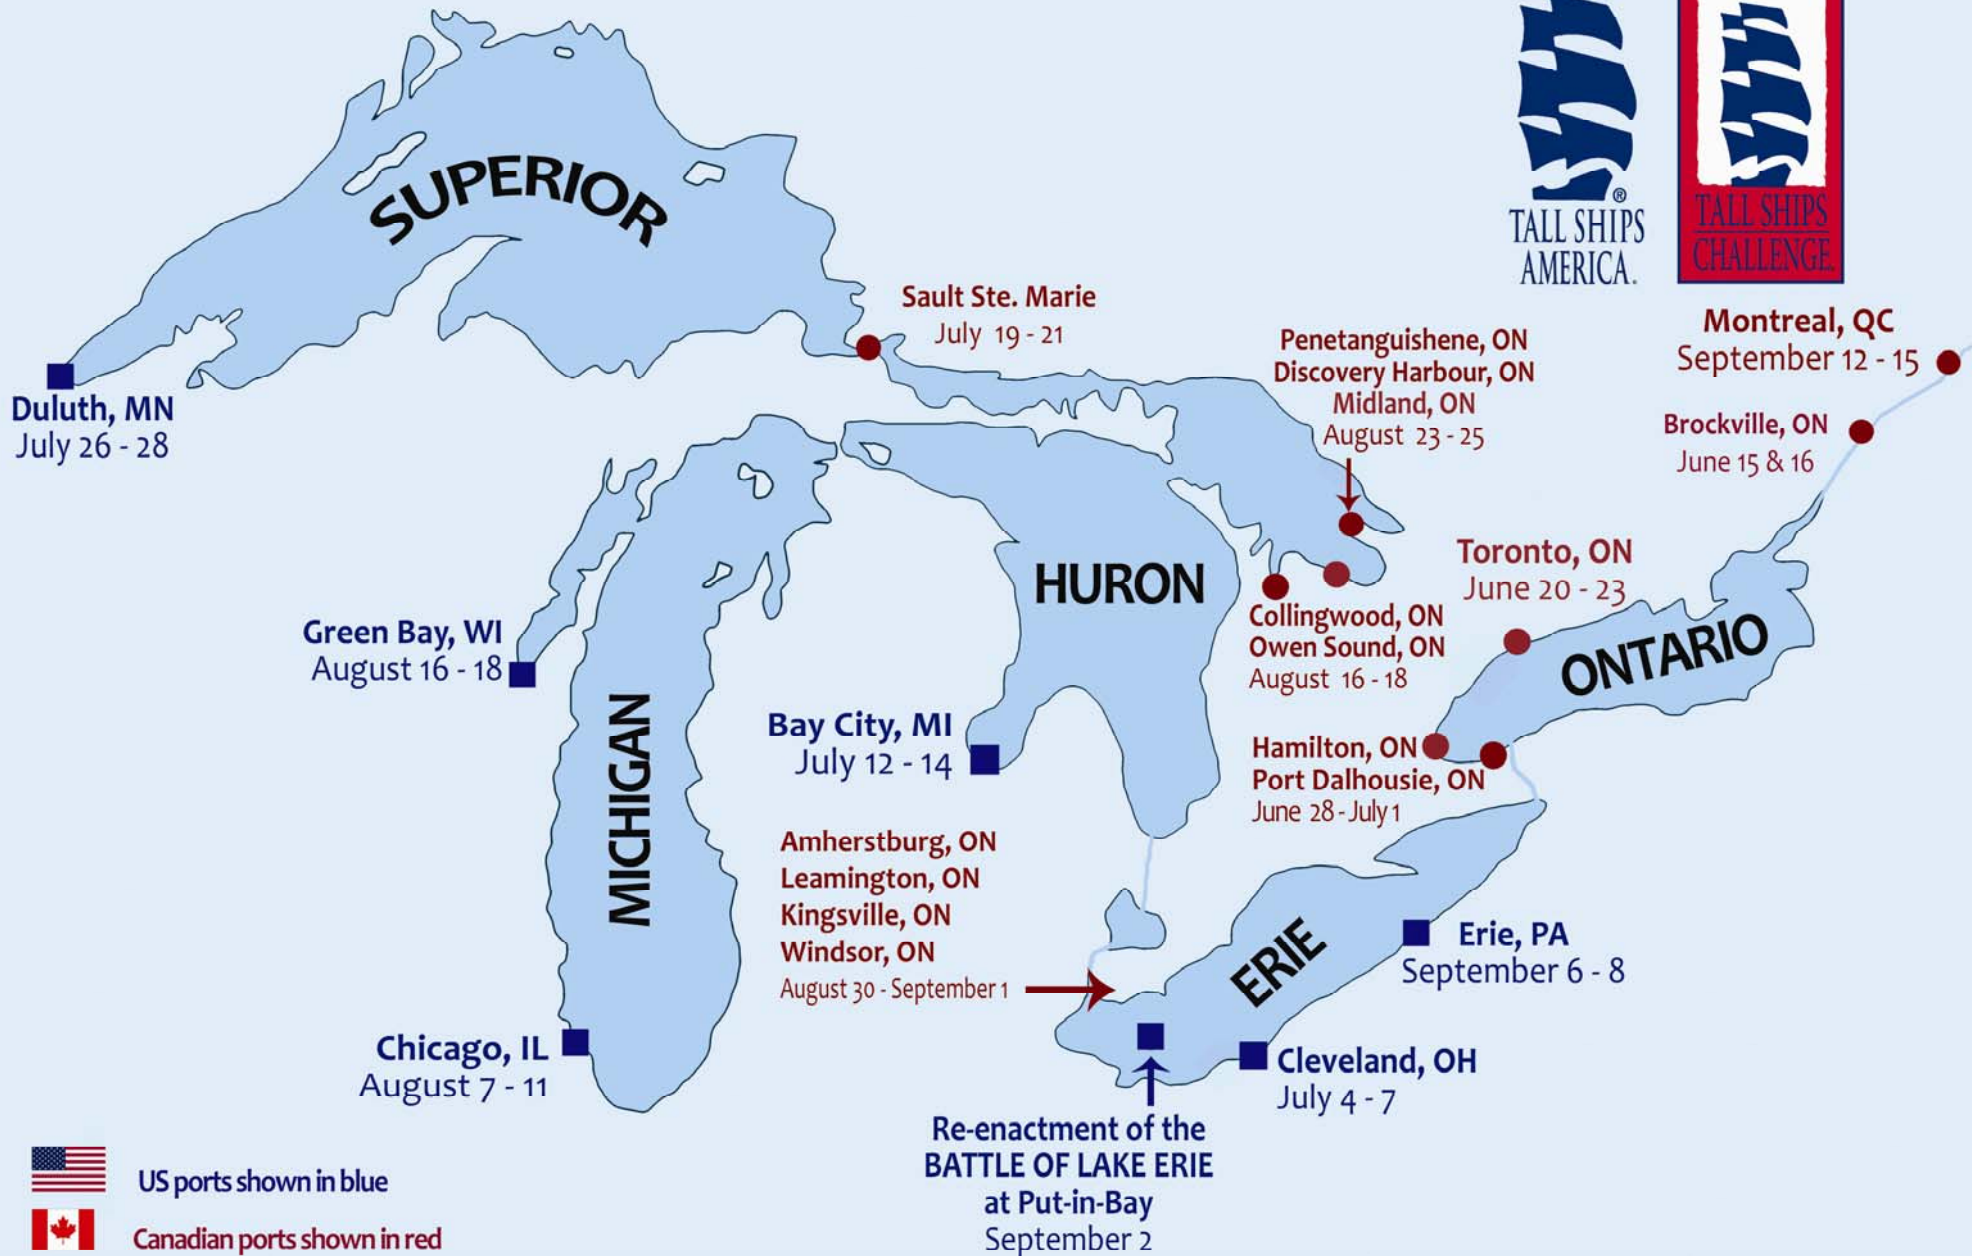 SUPERIOR
®
TALL SHIPS
AMERICA.
TALL SHIPS
CHALLENGE
Sault Ste. Marie
July 19 - 21
Penetanguishene, ON
Discovery Harbour, ON
Midland, ON
August 23 - 25
Montreal, QC
September 12 - 15
Brockville, ON
June 15 & 16
Duluth, MN
July 26 - 28
HURON
Toronto, ON
June 20 - 23
ONTARIO
Collingwood, ON
Owen Sound, ON
August 16 - 18
Green Bay, WI
August 16 - 18
MICHIGAN
Bay City, MI
July 12 - 14
Hamilton, ON
Port Dalhousie, ON
June 28 - July 1
Amherstburg, ON
Leamington, ON
Kingsville, ON
Windsor, ON
August 30 - September 1
ERIE
Erie, PA
September 6 - 8
Chicago, IL
August 7 - 11
Cleveland, OH
July 4 - 7
Re-enactment of the
BATTLE OF LAKE ERIE
at Put-in-Bay
September 2
US ports shown in blue
Canadian ports shown in red